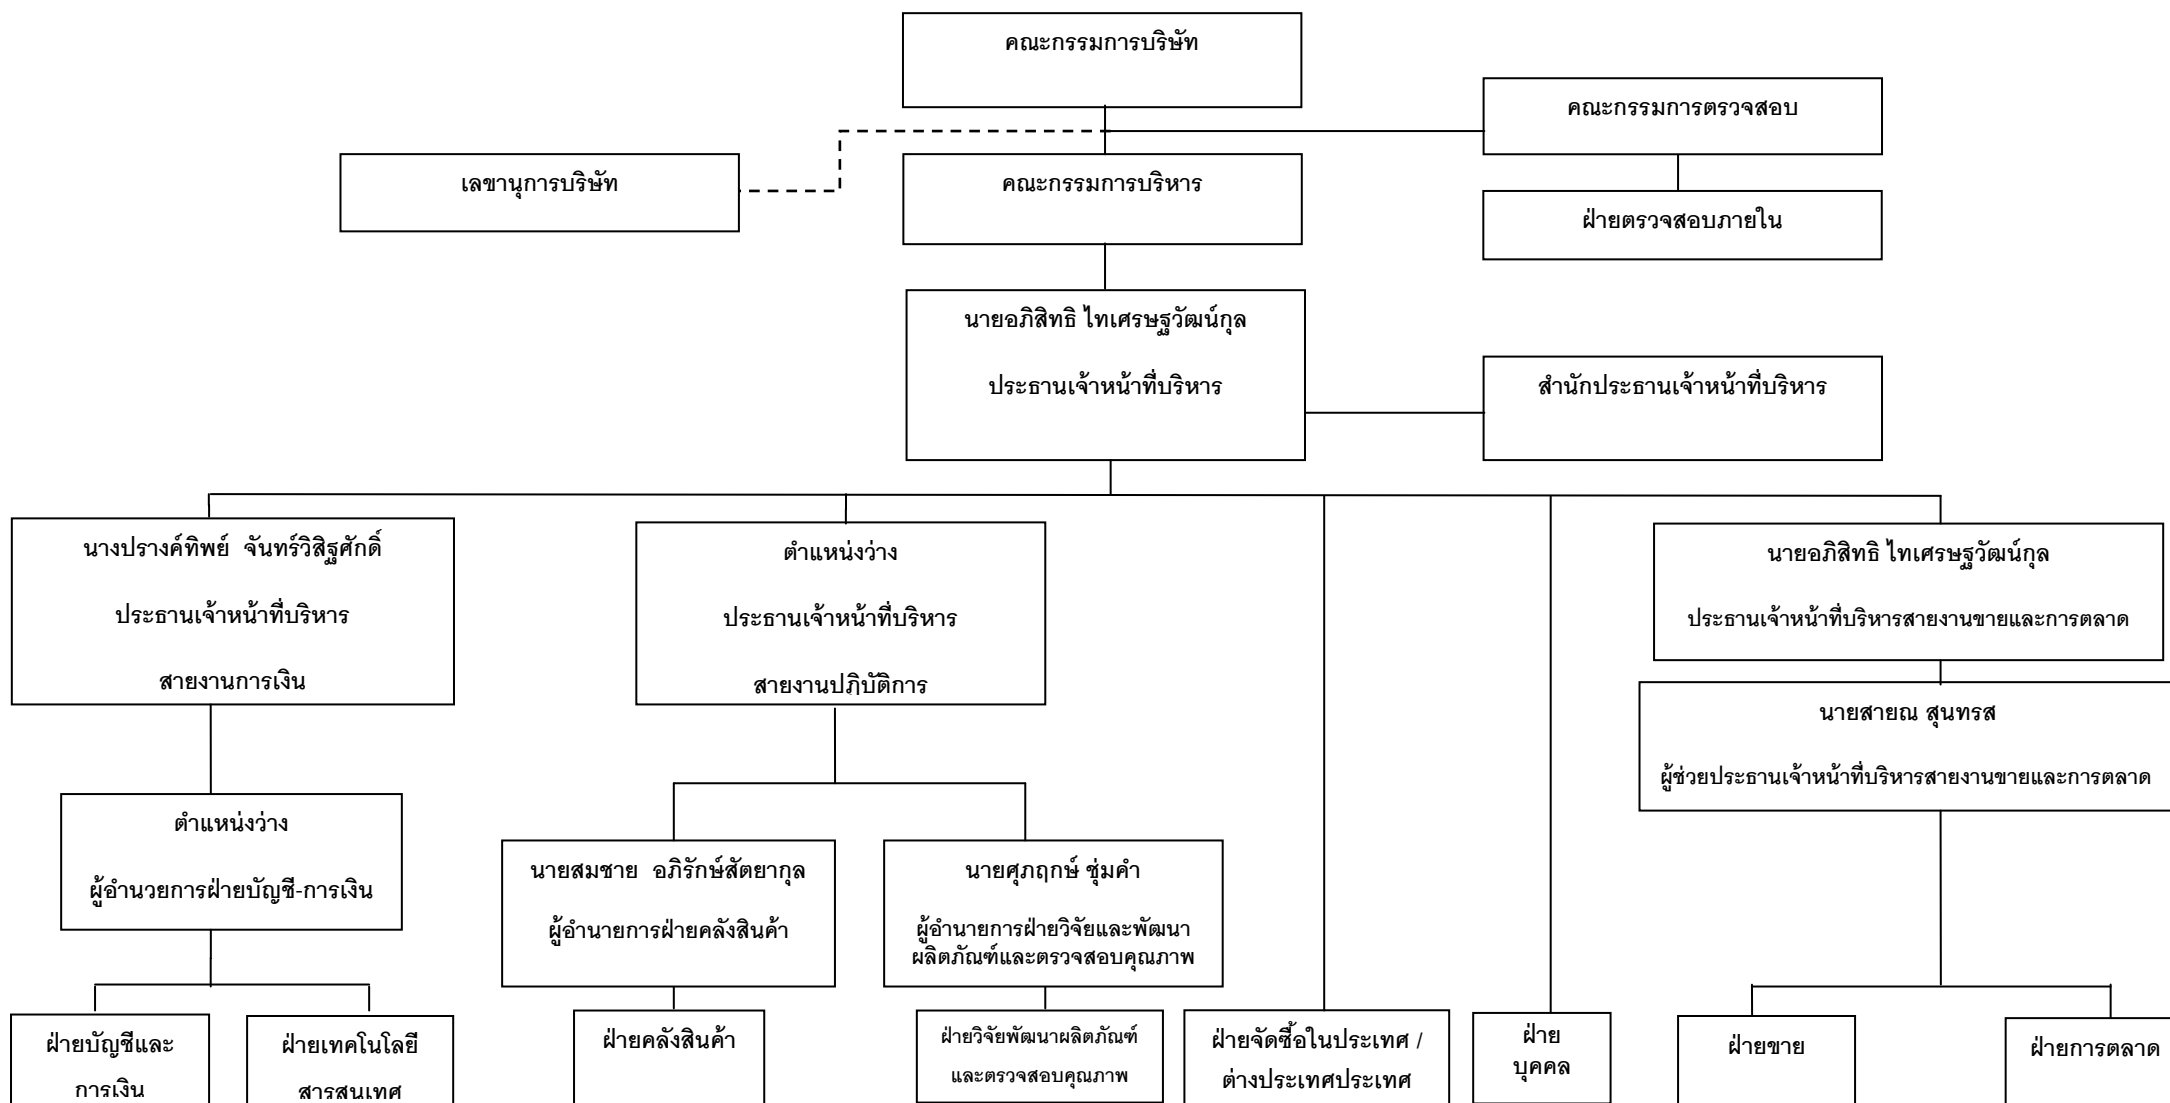 คณะกรรมการบริษัท
คณะกรรมการตรวจสอบ
เลขานุการบริษัท
คณะกรรมการบริหาร
ฝ่ายตรวจสอบภายใน
นายอภิสิทธิ ไทเศรษฐวัฒน์กุล
ประธานเจ้าหน้าที่บริหาร
สำนักประธานเจ้าหน้าที่บริหาร
นางปรางค์ทิพย์ จันทร์วิสิฐศักดิ์
ประธานเจ้าหน้าที่บริหาร
สายงานการเงิน
ตำแหน่งว่าง
ประธานเจ้าหน้าที่บริหาร
สายงานปฏิบัติการ
นายอภิสิทธิ ไทเศรษฐวัฒน์กุล
ประธานเจ้าหน้าที่บริหารสายงานขายและการตลาด
นายสายณ สุนทรส
ผู้ช่วยประธานเจ้าหน้าที่บริหารสายงานขายและการตลาด
ตำแหน่งว่าง
ผู้อำนวยการฝ่ายบัญชี-การเงิน
นายสมชาย อภิรักษ์สัตยากุล
ผู้อำนายการฝ่ายคลังสินค้า
นายศุภฤกษ์ ชุ่มคำ
ผู้อำนายการฝ่ายวิจัยและพัฒนา
ผลิตภัณฑ์และตรวจสอบคุณภาพ
ฝ่ายบัญชีและ
การเงิน
ฝ่ายเทคโนโลยี
สารสนเทศ
ฝ่ายคลังสินค้า
ฝ่ายวิจัยพัฒนาผลิตภัณฑ์
และตรวจสอบคุณภาพ
ฝ่ายจัดซื้อในประเทศ /
ต่างประเทศประเทศ
ฝ่าย
บุคคล
ฝ่ายขาย
ฝ่ายการตลาด